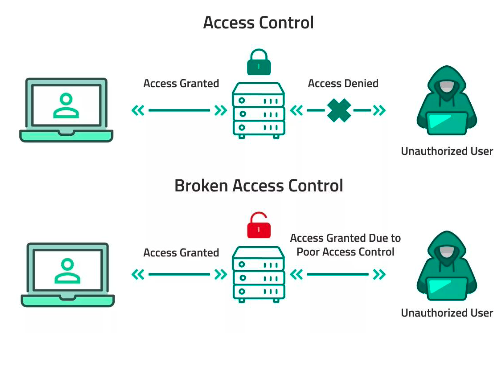 Access Control
Access Granted
Access Denied
Unauthorized User
Broken Access Control
Access Granted
Access Granted Due to
Poor Access Control
Unauthorized User